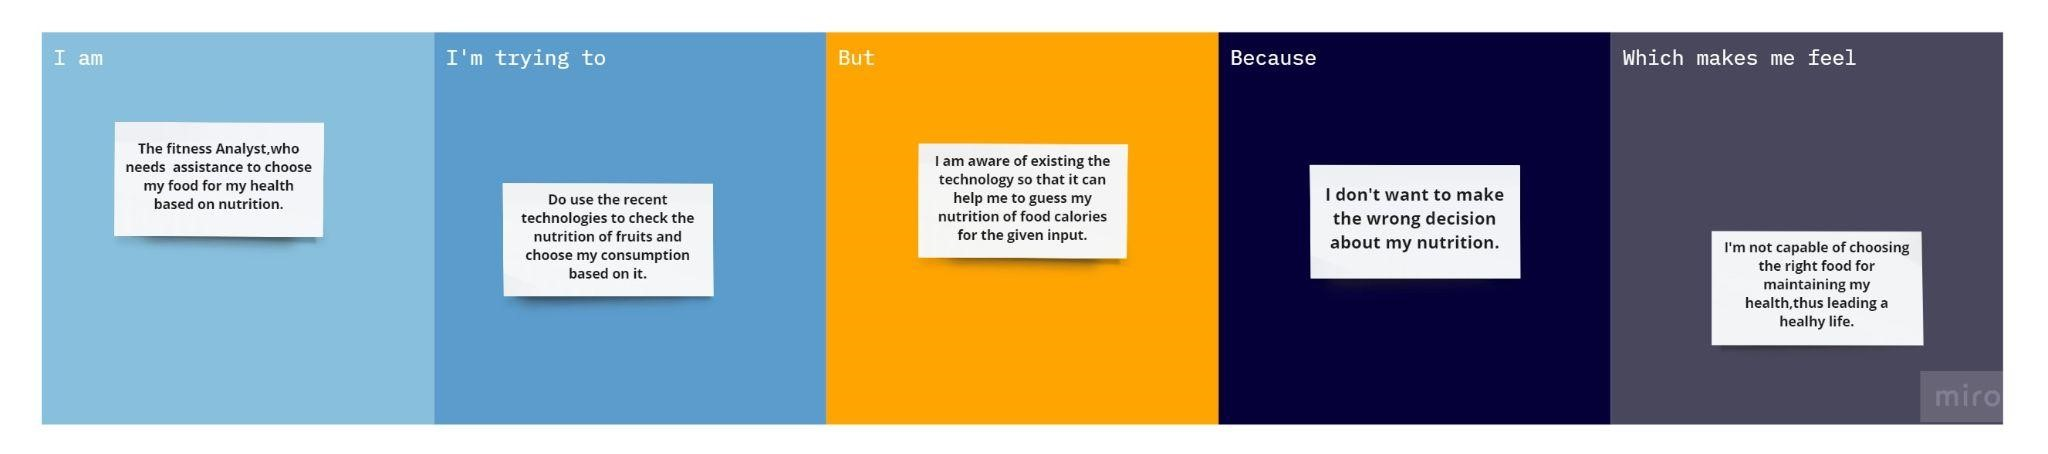 I am
The fitness Analyst,who
needs  assistance to choose
my food for my health
based on nutrition.
I'm trying to
Do use the recent
technologies to check the
nutrition of fruits and
choose my consumption
based on it.
But
I am aware of existing the
technology so that it can
help me to guess my
nutrition of food calories
for the given input.
Because
I don't want to make
the wrong decision
about my nutrition.
Which makes me feel
I'm not capable of choosing
the right food for
maintaining my
health,thus leading a
healhy life.
miro